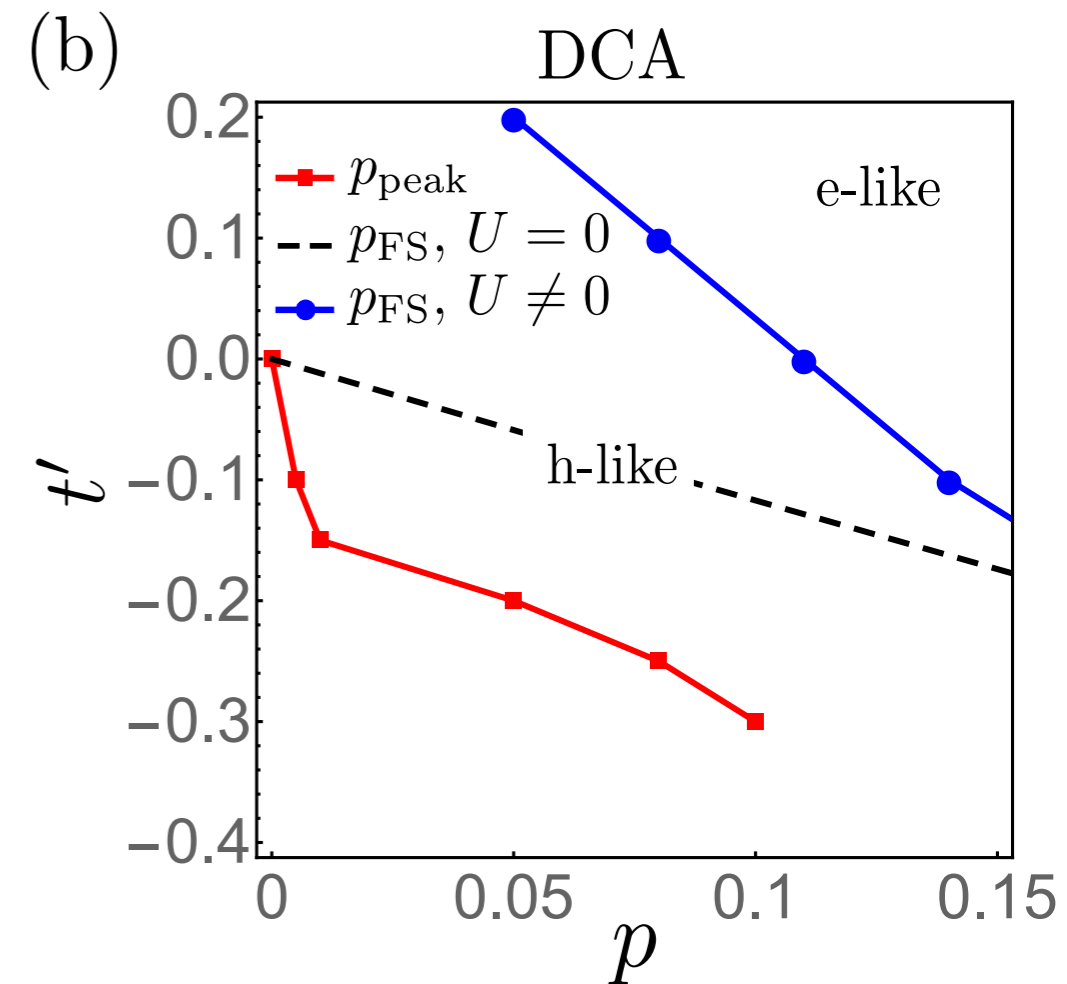 (b)
DCA
0.2
0.1
0.0
−0.1
−0.2
−0.3
−0.4
t′
p_peak
p_FS, U = 0
p_FS, U ≠ 0
e-like
h-like
0 0.05 0.1 0.15
p